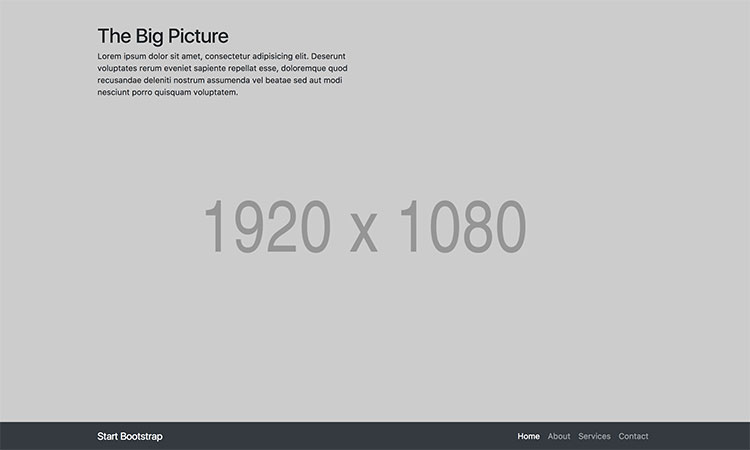 The Big Picture
Lorem ipsum dolor sit amet, consectetur adipisicing elit. Deserunt
voluptates rerum eveniet sapiente repellat esse, doloremque quod
recusandae deleniti nostrum assumenda vel beatae sed aut modi
nesciunt porro quisquam voluptatem.
1920 x 1080
Start Bootstrap Home About Services Contact